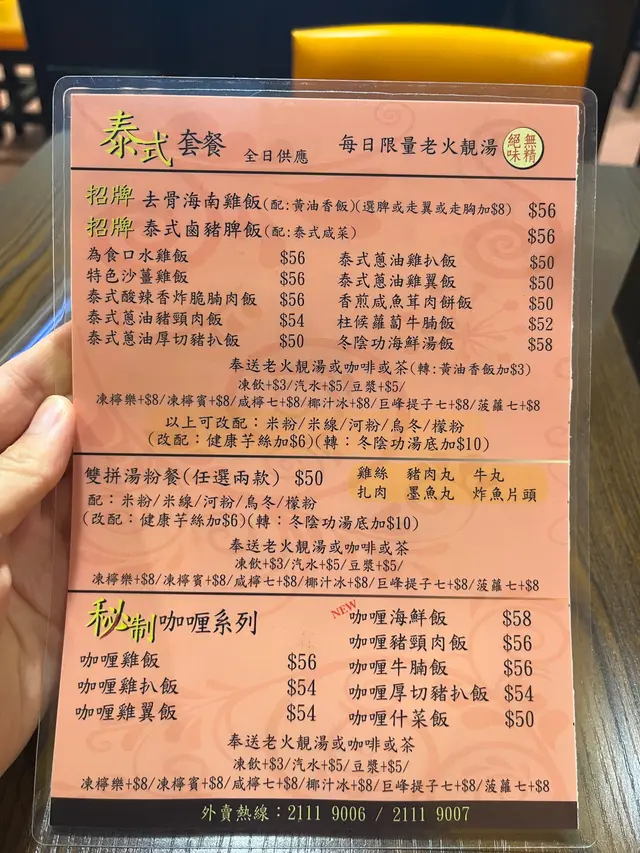 泰式套餐 全日供應 每日限量老火靚湯 絕味無精
招牌 去骨海南雞飯(配:黃油香飯)(選脾或走翼或走胸加$8) $56
招牌 泰式鹵豬脾飯(配:泰式咸菜) $56
為食口水雞飯 $56 泰式蔥油雞扒飯 $50
特色沙薑雞飯 $56 泰式蔥油雞翼飯 $50
泰式酸辣香炸脆腩肉飯 $56 香煎咸魚茸肉餅飯 $50
泰式蔥油豬頸肉飯 $54 柱候蘿蔔牛腩飯 $52
泰式蔥油厚切豬扒飯 $50 冬陰功海鮮湯飯 $58
奉送老火靚湯或咖啡或茶(轉:黃油香飯加$3)
凍飲+$3/汽水+$5/豆漿+$5/
凍檸樂+$8/凍檸賓+$8/咸檸七+$8/椰汁冰+$8/巨峰提子七+$8/菠蘿七+$8
以上可改配：米粉/米線/河粉/烏冬/檬粉
(改配：健康芋絲加$6)(轉：冬陰功湯底加$10)
雙拼湯粉餐(任選兩款) $50 雞絲 豬肉丸 牛丸
扎肉 墨魚丸 炸魚片頭
配：米粉/米線/河粉/烏冬/檬粉
(改配：健康芋絲加$6)(轉：冬陰功湯底加$10)
奉送老火靚湯或咖啡或茶
凍飲+$3/汽水+$5/豆漿+$5/
凍檸樂+$8/凍檸賓+$8/咸檸七+$8/椰汁冰+$8/巨峰提子七+$8/菠蘿七+$8
秘制咖喱系列
NEW 咖喱海鮮飯 $58
咖喱豬頸肉飯 $56
咖喱雞飯 $56 咖喱牛腩飯 $56
咖喱雞扒飯 $54 咖喱厚切豬扒飯 $54
咖喱雞翼飯 $54 咖喱什菜飯 $50
奉送老火靚湯或咖啡或茶
凍飲+$3/汽水+$5/豆漿+$5/
凍檸樂+$8/凍檸賓+$8/咸檸七+$8/椰汁冰+$8/巨峰提子七+$8/菠蘿七+$8
外賣熱線：2111 9006 / 2111 9007